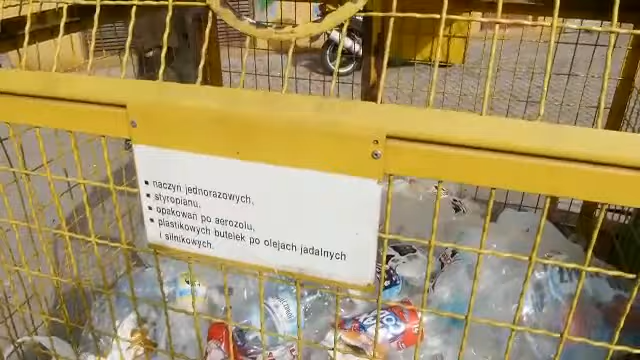 ■ naczyń jednorazowych,
■ styropianu,
■ opakowań po aerozolu,
■ plastikowych butelek po olejach jadalnych
i silnikowych.